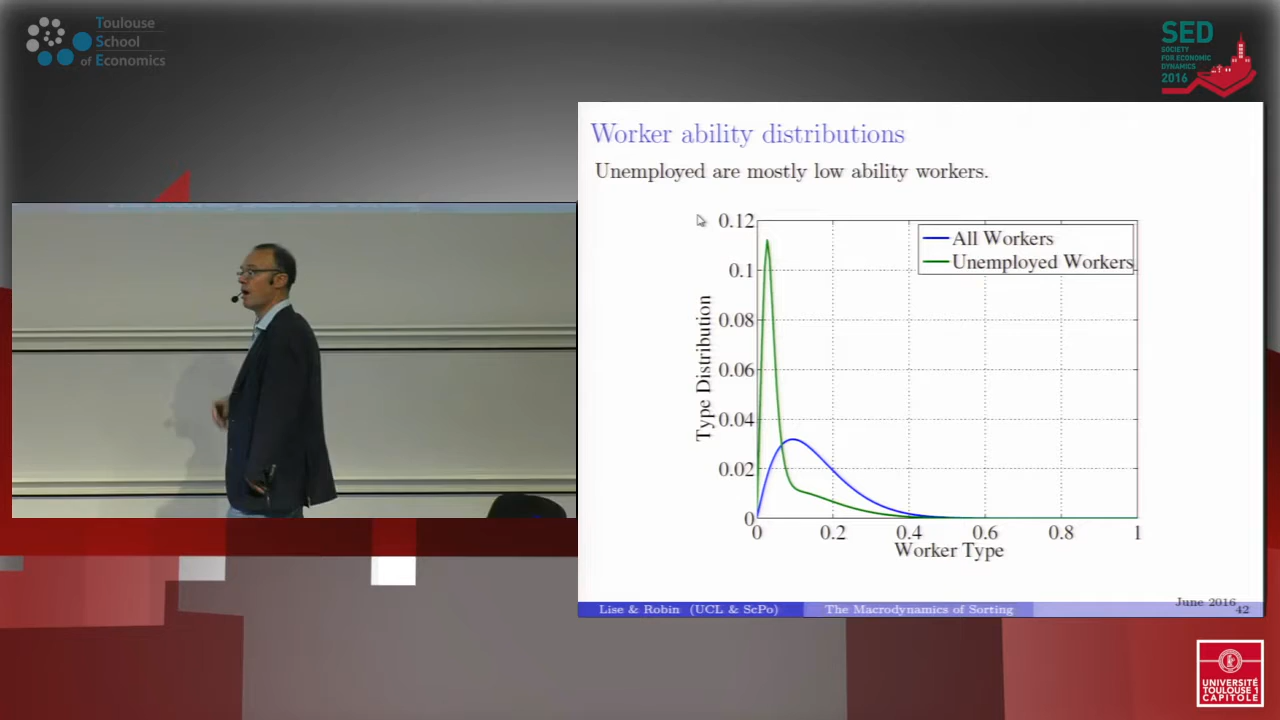 Toulouse
School
of Economics
SED
SOCIETY
FOR ECONOMIC
DYNAMICS
2016
Worker ability distributions
Unemployed are mostly low ability workers.
0.12
0.1
0.08
0.06
0.04
0.02
0
Type Distribution
All Workers
Unemployed Workers
0 0.2 0.4 0.6 0.8 1
Worker Type
Lise & Robin (UCL & ScPo) The Macrodynamics of Sorting June 2016 42
UNIVERSITÉ
TOULOUSE 1
CAPITOLE